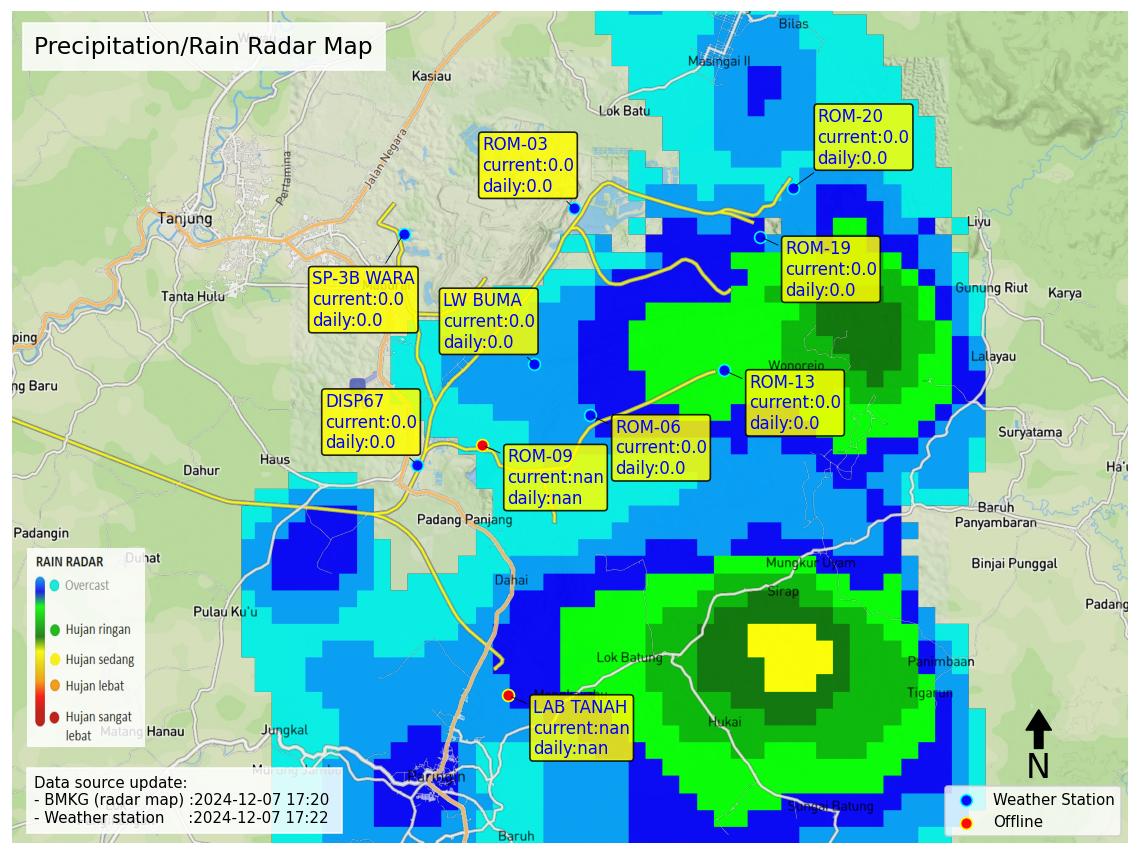 Precipitation/Rain Radar Map
Bilas
Masingai II
Kasiau
Lok Batu
Jalan Negara
Pertamina
Tanjung
Tanta Hulu
ROM-20
current:0.0
daily:0.0
ROM-03
current:0.0
daily:0.0
ROM-19
current:0.0
daily:0.0
SP-3B WARA
current:0.0
daily:0.0
LW BUMA
current:0.0
daily:0.0
Liyu
Gunung Riut
Karya
Lalayau
Wonorejo
ping
ng Baru
ROM-13
current:0.0
daily:0.0
DISP67
current:0.0
daily:0.0
ROM-06
current:0.0
daily:0.0
ROM-09
current:nan
daily:nan
Suryatama
Ha'u
Haus
Dahur
Padangin
Duhat
Padang Panjang
Baruh
Panyambaran
Binjai Punggal
Mungkur Uyam
Sirap
Dahai
Pulau Ku'u
Padang
Lok Batung
Panimbaan
Tigarun
Hukai
RAIN RADAR
Overcast
Hujan ringan
Hujan sedang
Hujan lebat
Hujan sangat
lebat
Matang Hanau
Jungkal
LAB TANAH
current:nan
daily:nan
Paringin
Sungai Batung
Baruh
Data source update:
- BMKG (radar map) :2024-12-07 17:20
- Weather station :2024-12-07 17:22
N
Weather Station
Offline